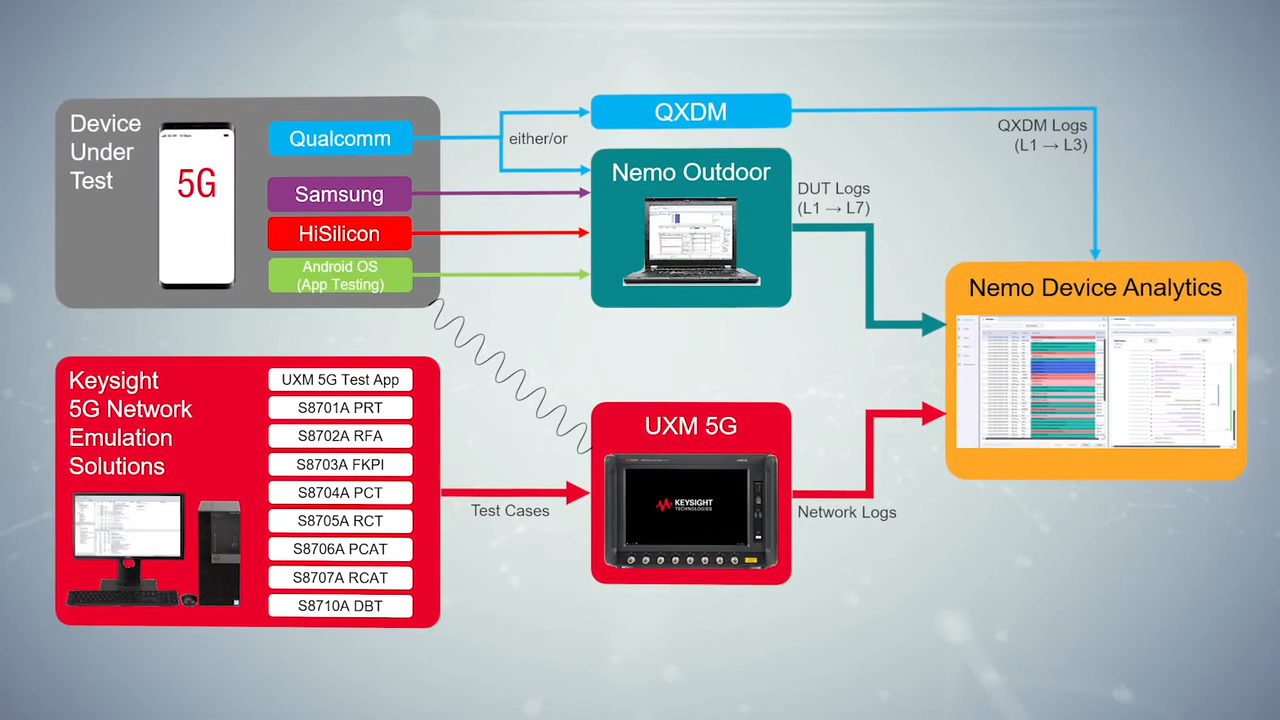 Device
Under
Test
5G
Qualcomm
Samsung
HiSilicon
Android OS
(App Testing)
either/or
QXDM
Nemo Outdoor
QXDM Logs
(L1 → L3)
DUT Logs
(L1 → L7)
Nemo Device Analytics
Keysight
5G Network
Emulation
Solutions
UXM 5G Test App
S8701A PRT
S8702A RFA
S8703A FKPI
S8704A PCT
S8705A RCT
S8706A PCAT
S8707A RCAT
S8710A DBT
Test Cases
UXM 5G
KEYSIGHT
TECHNOLOGIES
Network Logs